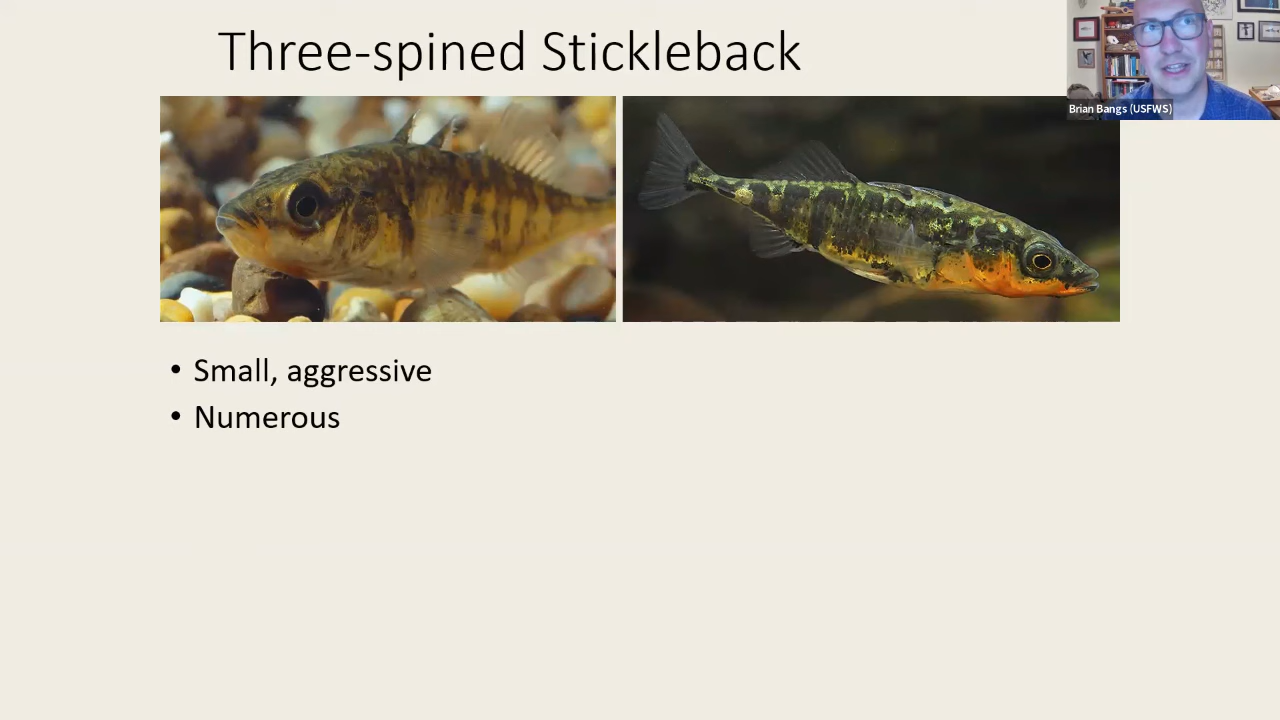 Three-spined Stickleback
Brian Bangs (USFWS)
• Small, aggressive
• Numerous